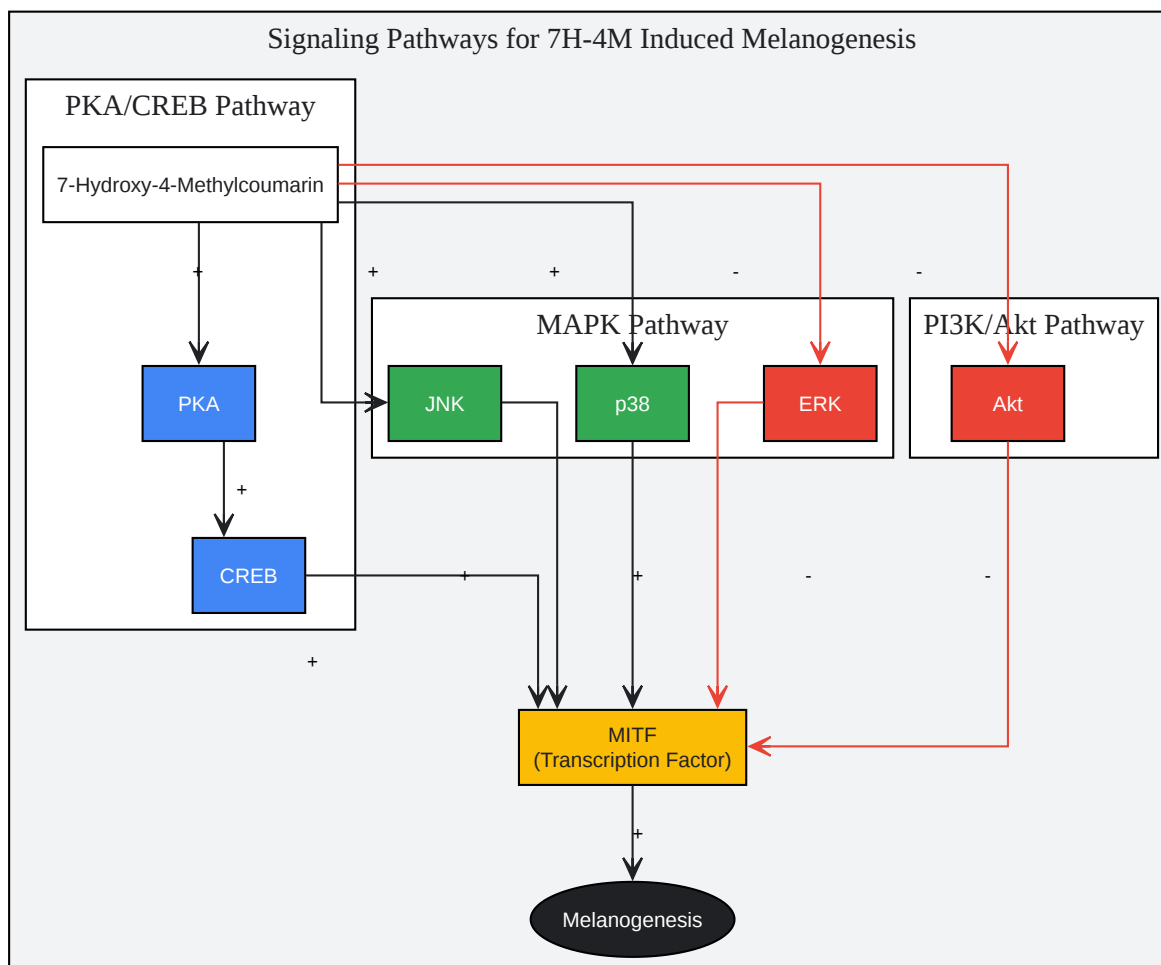 Signaling Pathways for 7H-4M Induced Melanogenesis
PKA/CREB Pathway
7-Hydroxy-4-Methylcoumarin
+ + + - -
MAPK Pathway
PI3K/Akt Pathway
PKA
JNK
p38
ERK
Akt
+
CREB
+ + - -
+
MITF
(Transcription Factor)
+
Melanogenesis